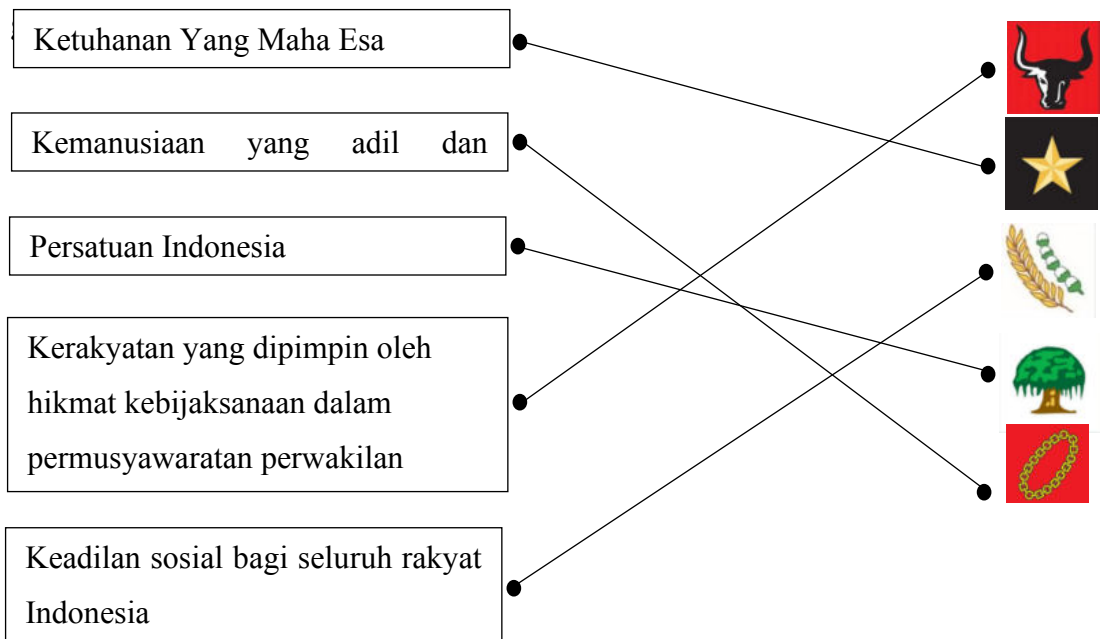 Ketuhanan Yang Maha Esa
Kemanusiaan yang adil dan
Persatuan Indonesia
Kerakyatan yang dipimpin oleh
hikmat kebijaksanaan dalam
permusyawaratan perwakilan
Keadilan sosial bagi seluruh rakyat
Indonesia